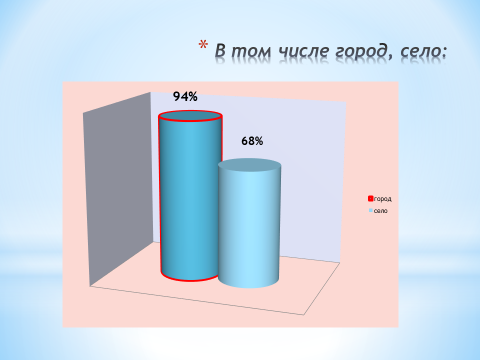 * В том числе город, село:
94%
68%
город
село